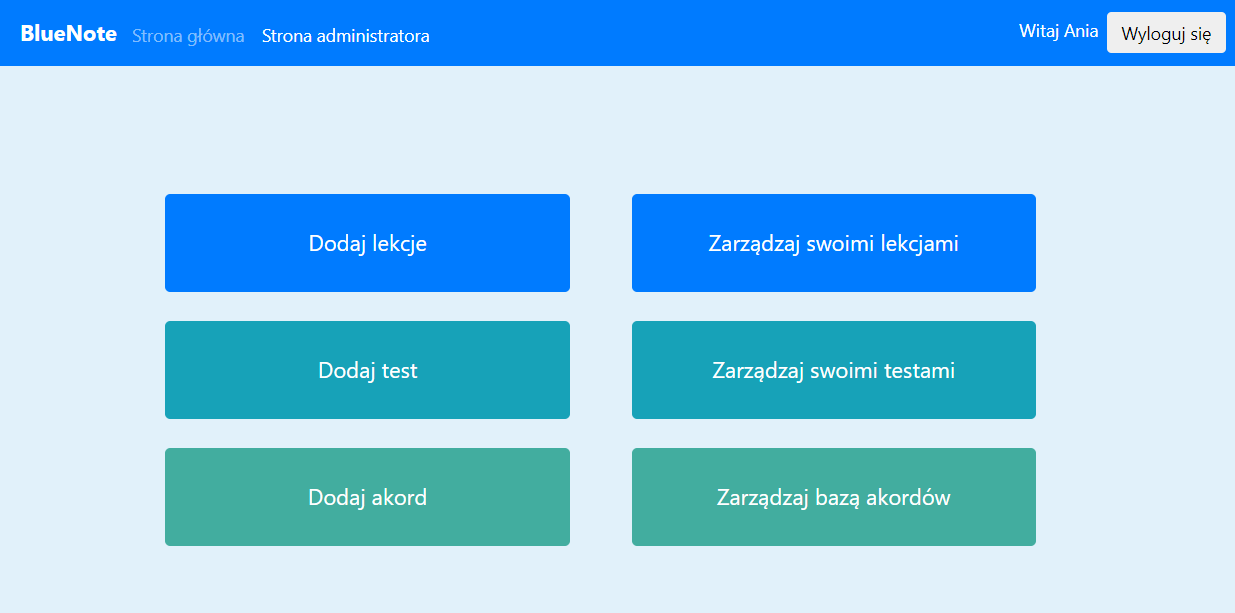 BlueNote Strona główna Strona administratora Witaj Ania Wyloguj się
Dodaj lekcje Zarządzaj swoimi lekcjami
Dodaj test Zarządzaj swoimi testami
Dodaj akord Zarządzaj bazą akordów